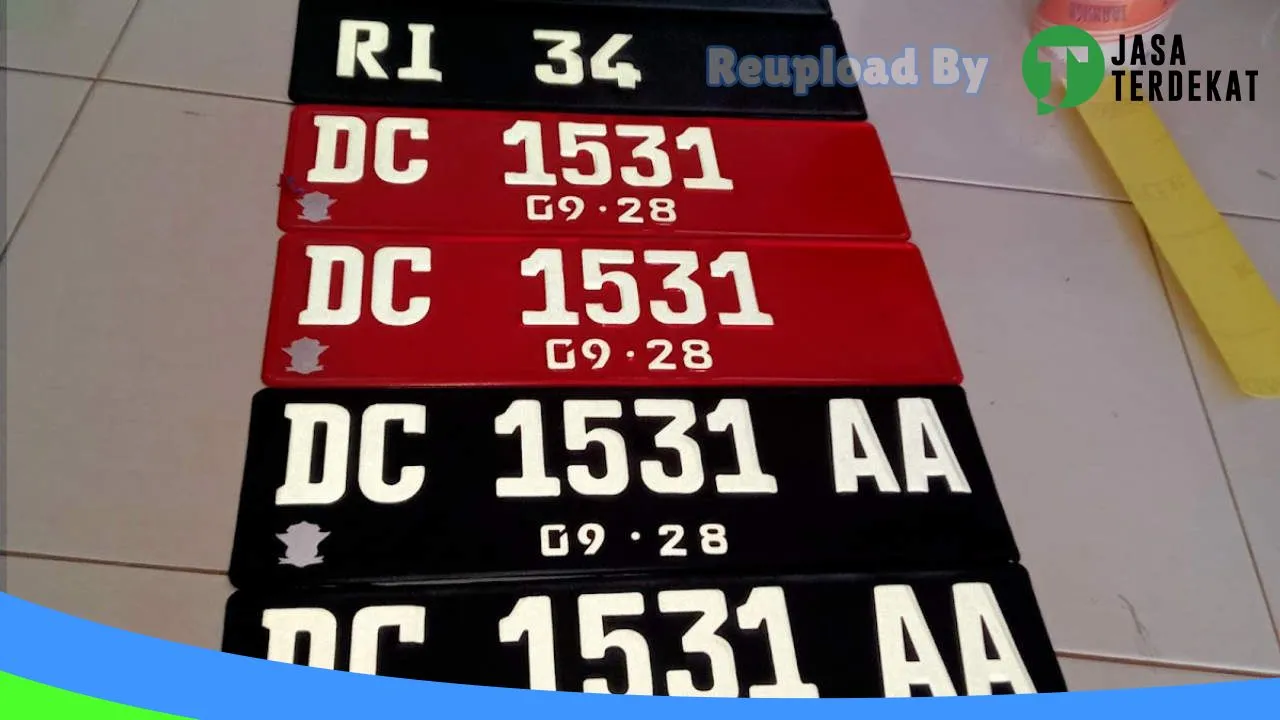 RI 34
Reupload By
JASA
TERDEKAT
DC 1531
09·28
DC 1531
09·28
DC 1531 AA
09·28
DC 1531 AA